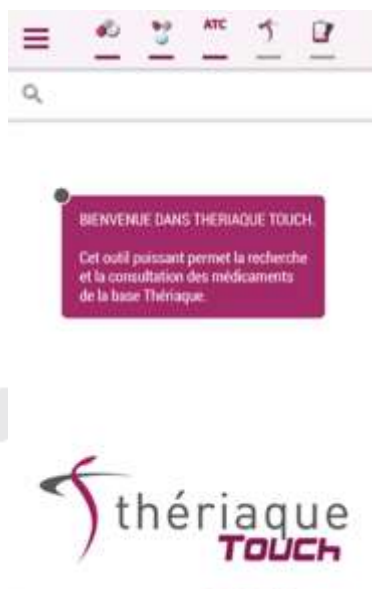 ATC
BIENVENUE DANS THERIAQUE TOUCH.
Cet outil puissant permet la recherche
et la consultation des médicaments
de la base Thériaque.
thériaque
TOUCH